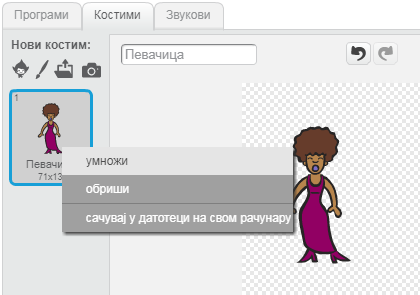 Програми Костими Звукови
Нови костим:
Певачица
1
Певачи
71x13
умножи
обриши
сачувај у датотеци на свом рачунару